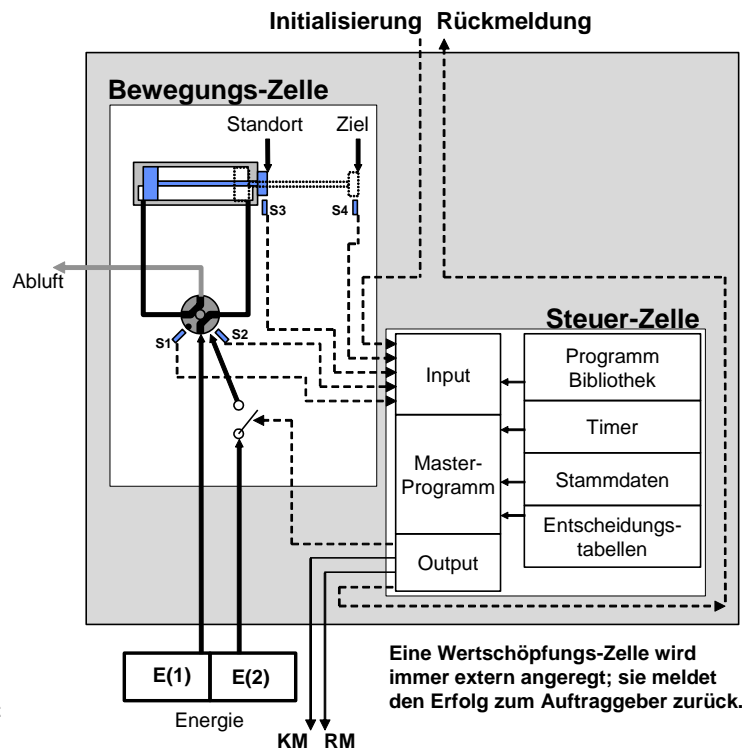 Initialisierung Rückmeldung
Bewegungs-Zelle
Standort Ziel
S3 S4
Abluft
S1 S2
Steuer-Zelle
Input
Programm
Bibliothek
Timer
Master-
Programm
Stammdaten
Entscheidungs-
tabellen
Output
E(1) E(2)
Energie
KM RM
Eine Wertschöpfungs-Zelle wird
immer extern angeregt; sie meldet
den Erfolg zum Auftraggeber zurück.